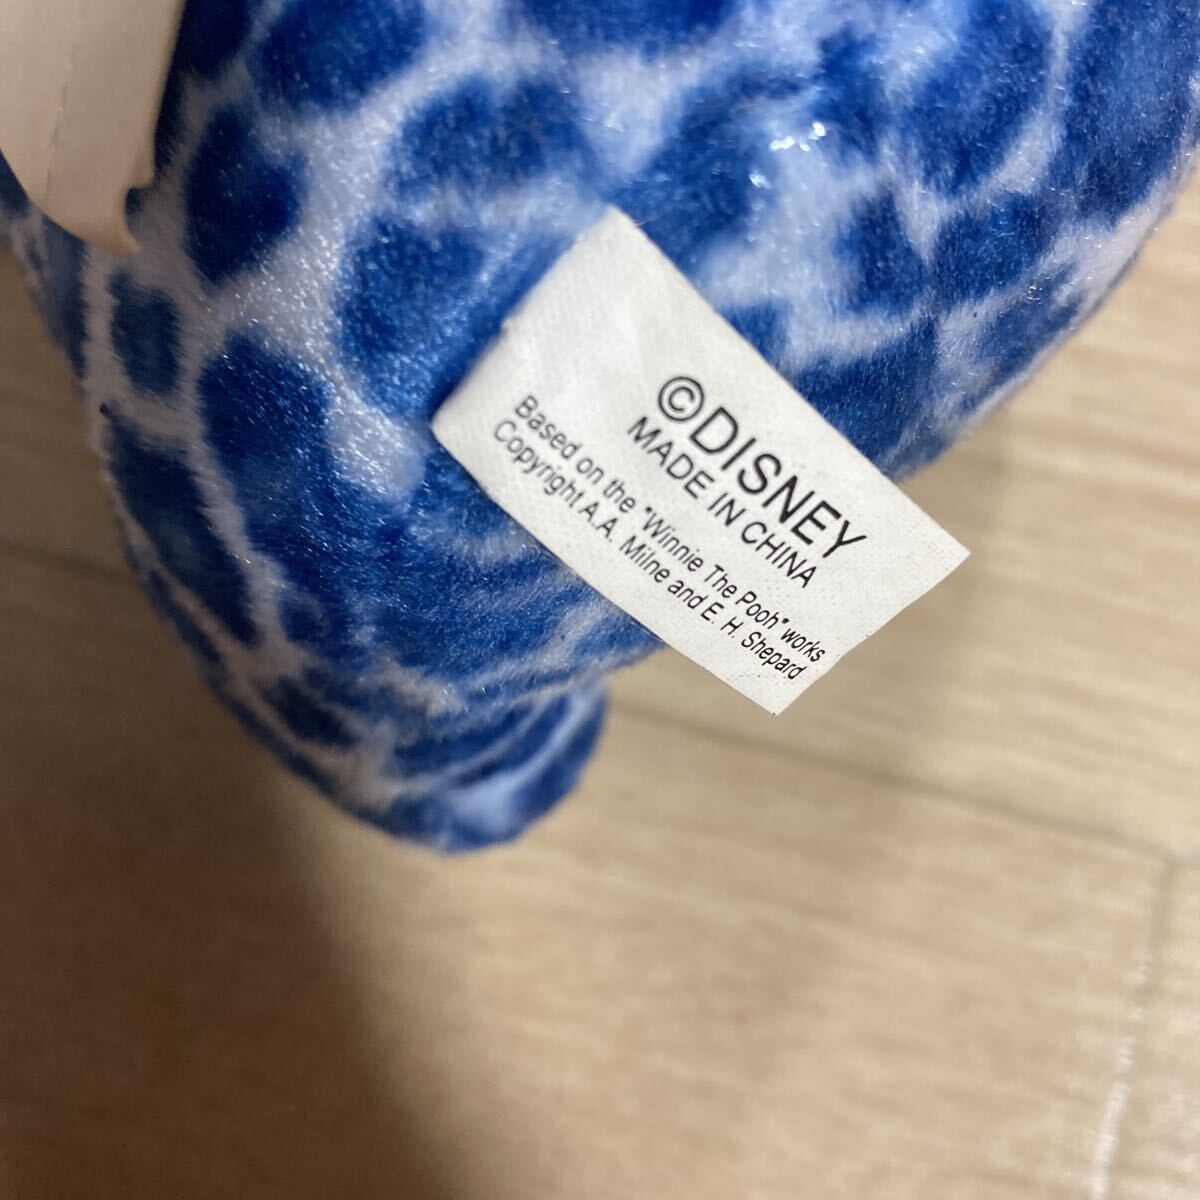 ©DISNEY
MADE IN CHINA
Based on the "Winnie The Pooh" works
Copyright A.A. Milne and E. H. Shepard